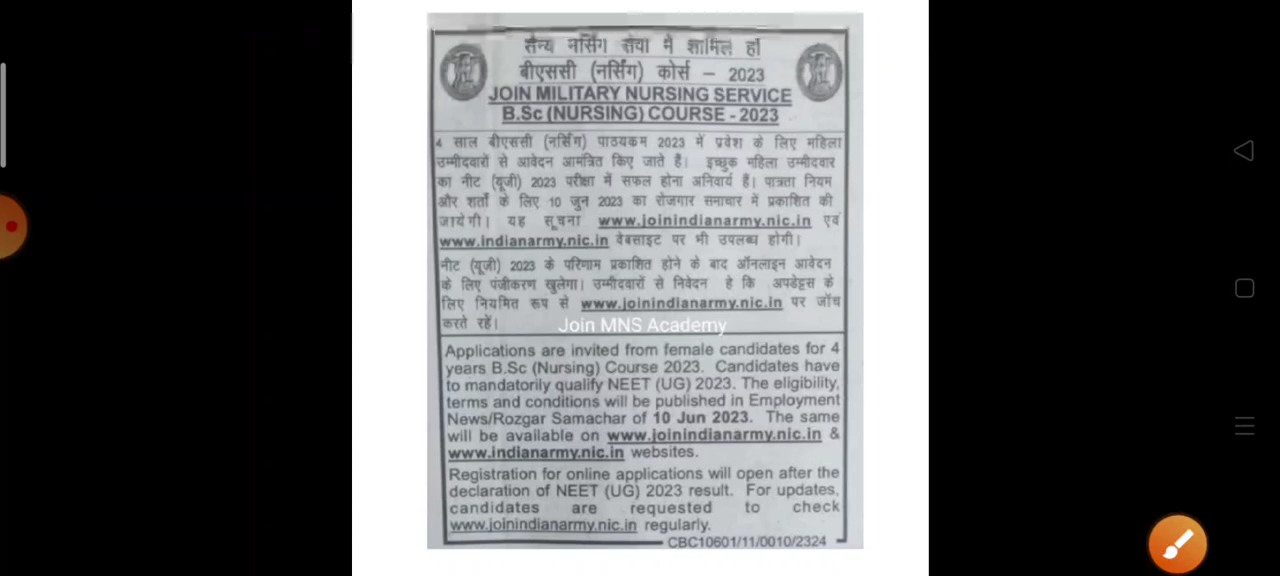 सैन्य नर्सिंग सेवा में शामिल हों
बीएससी (नर्सिंग) कोर्स – 2023
JOIN MILITARY NURSING SERVICE
B.Sc (NURSING) COURSE - 2023
4 साल बीएससी (नर्सिंग) पाठयकम 2023 में प्रवेश के लिए महिला
उम्मीदवारों से आवेदन आमंत्रित किए जाते हैं। इच्छुक महिला उम्मीदवार
का नीट (यूजी) 2023 परीक्षा में सफल होना अनिवार्य हैं। पात्रता नियम
और शर्तों के लिए 10 जुन 2023 का रोजगार समाचार में प्रकाशित की
जायेगी। यह सूचना www.joinindianarmy.nic.in एवं
www.indianarmy.nic.in वेबसाइट पर भी उपलब्ध होगी।
नीट (यूजी) 2023 के परिणाम प्रकाशित होने के बाद ऑनलाइन आवेदन
के लिए पंजीकरण खुलेगा। उम्मीदवारों से निवेदन है कि अपडेट्स के
लिए नियमित रूप से www.joinindianarmy.nic.in पर जाँच
करते रहें।
Join MNS Academy
Applications are invited from female candidates for 4
years B.Sc (Nursing) Course 2023. Candidates have
to mandatorily qualify NEET (UG) 2023. The eligibility,
terms and conditions will be published in Employment
News/Rozgar Samachar of 10 Jun 2023. The same
will be available on www.joinindianarmy.nic.in &
www.indianarmy.nic.in websites.
Registration for online applications will open after the
declaration of NEET (UG) 2023 result. For updates,
candidates are requested to check
www.joinindianarmy.nic.in regularly.
CBC10601/11/0010/2324